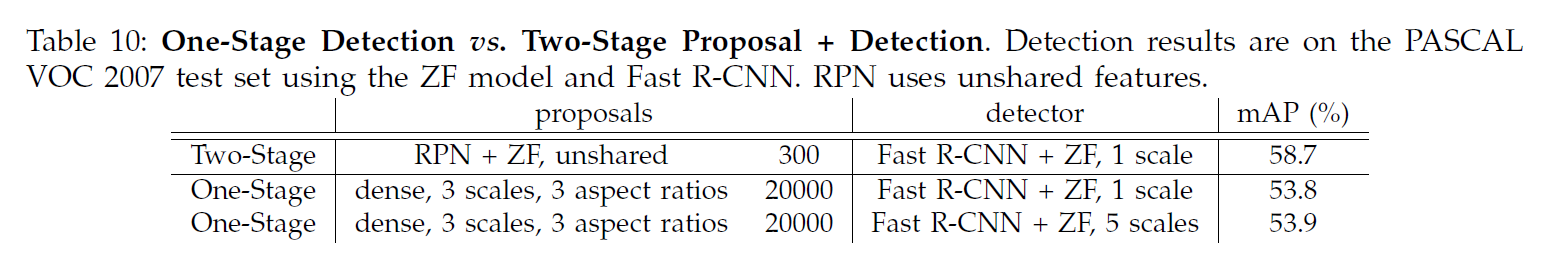 Table 10: One-Stage Detection vs. Two-Stage Proposal + Detection. Detection results are on the PASCAL
VOC 2007 test set using the ZF model and Fast R-CNN. RPN uses unshared features.
proposals detector mAP (%)
Two-Stage RPN + ZF, unshared 300 Fast R-CNN + ZF, 1 scale 58.7
One-Stage dense, 3 scales, 3 aspect ratios 20000 Fast R-CNN + ZF, 1 scale 53.8
One-Stage dense, 3 scales, 3 aspect ratios 20000 Fast R-CNN + ZF, 5 scales 53.9